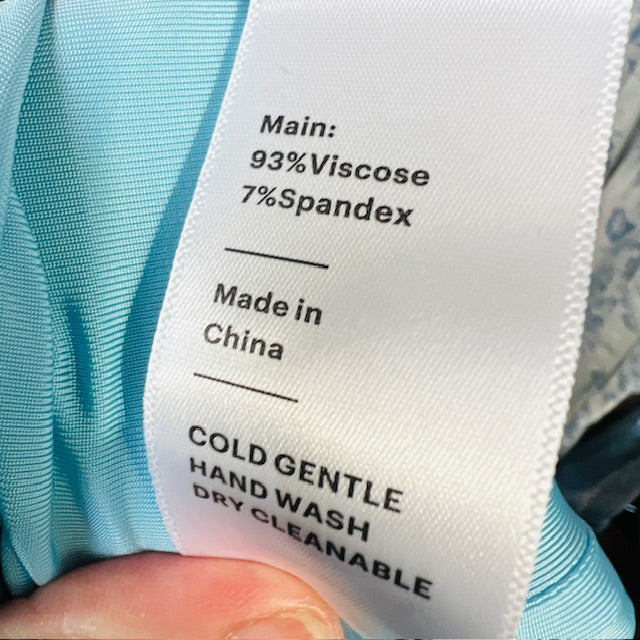 Main:
93%Viscose
7%Spandex
Made in
China
COLD GENTLE
HAND WASH
DRY CLEANABLE